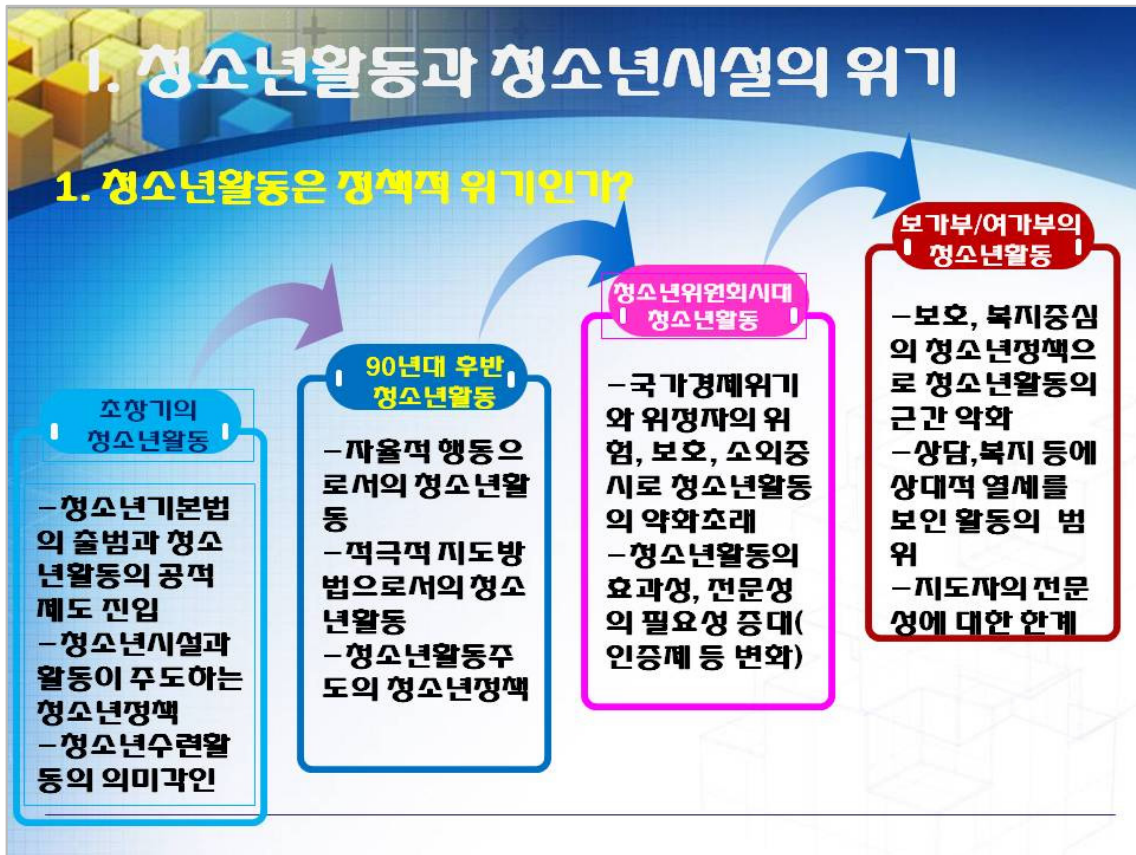 I. 청소년활동과 청소년시설의 위기
1. 청소년활동은 정책적 위기인가?
초창기의
청소년활동
-청소년기본법
의 출범과 청소
년활동의 공적
제도 진입
-청소년시설과
활동이 주도하는
청소년정책
-청소년수련활
동의 의미각인
90년대 후반
청소년활동
-자율적 행동으
로서의 청소년활
동
-적극적 지도방
법으로서의 청소
년활동
-청소년활동주
도의 청소년정책
청소년위원회시대
청소년활동
-국가경제위기
와 위정자의 위
험, 보호, 소외중
시로 청소년활동
의 약화초래
-청소년활동의
효과성, 전문성
의 필요성 증대(
인증제 등 변화)
보가부/여가부의
청소년활동
-보호, 복지중심
의 청소년정책으
로 청소년활동의
근간 악화
-상담,복지 등에
상대적 열세를
보인 활동의 범
위
-지도자의 전문
성에 대한 한계